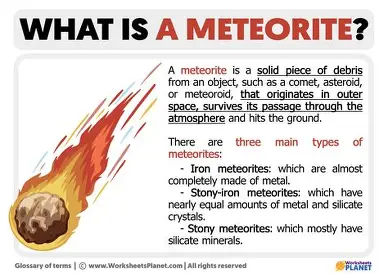 WHAT IS A METEORITE?
A meteorite is a solid piece of debris
from an object, such as a comet, asteroid,
or meteoroid, that originates in outer
space, survives its passage through the
atmosphere and hits the ground.
There are three main types of
meteorites:
- Iron meteorites: which are almost
completely made of metal.
- Stony-iron meteorites: which have
nearly equal amounts of metal and silicate
crystals.
- Stony meteorites: which mostly have
silicate minerals.
Glossary of terms | © www.WorksheetsPlanet.com | All rights reserved
Worksheets
PLANET